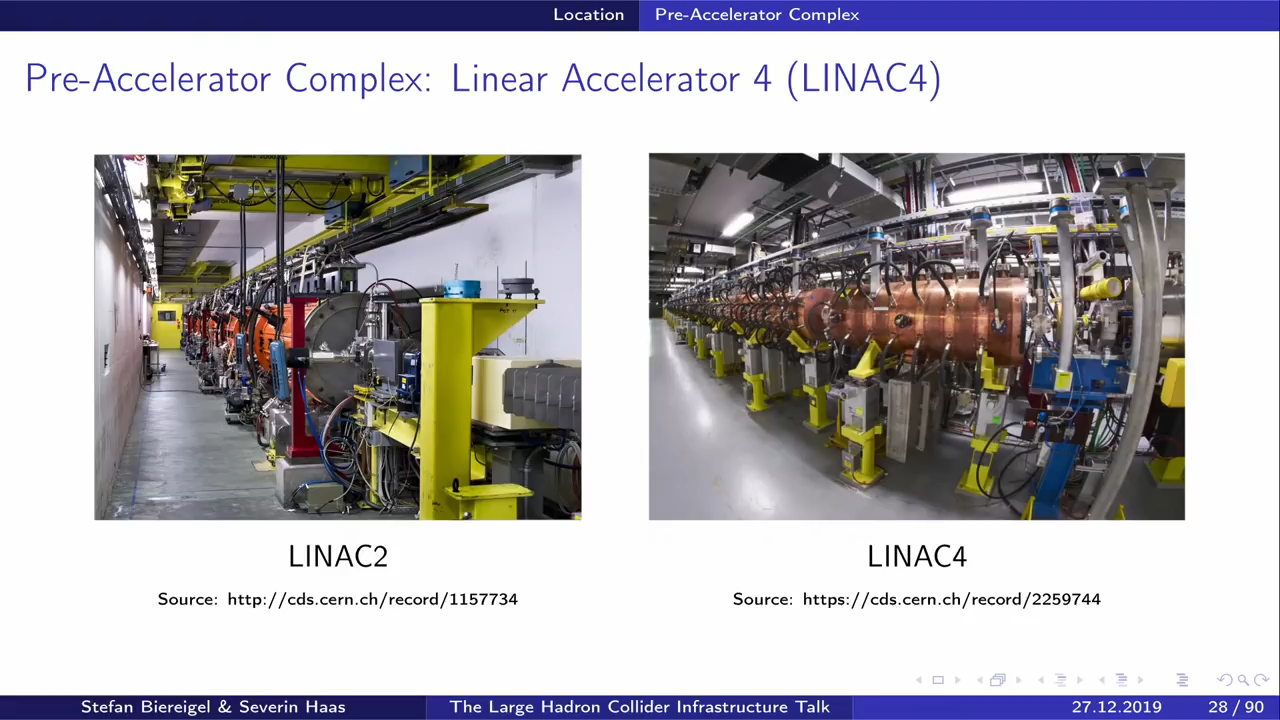 Location Pre-Accelerator Complex
Pre-Accelerator Complex: Linear Accelerator 4 (LINAC4)
LINAC2
LINAC4
Source: http://cds.cern.ch/record/1157734
Source: https://cds.cern.ch/record/2259744
Stefan Biereigel & Severin Haas The Large Hadron Collider Infrastructure Talk 27.12.2019 28 / 90